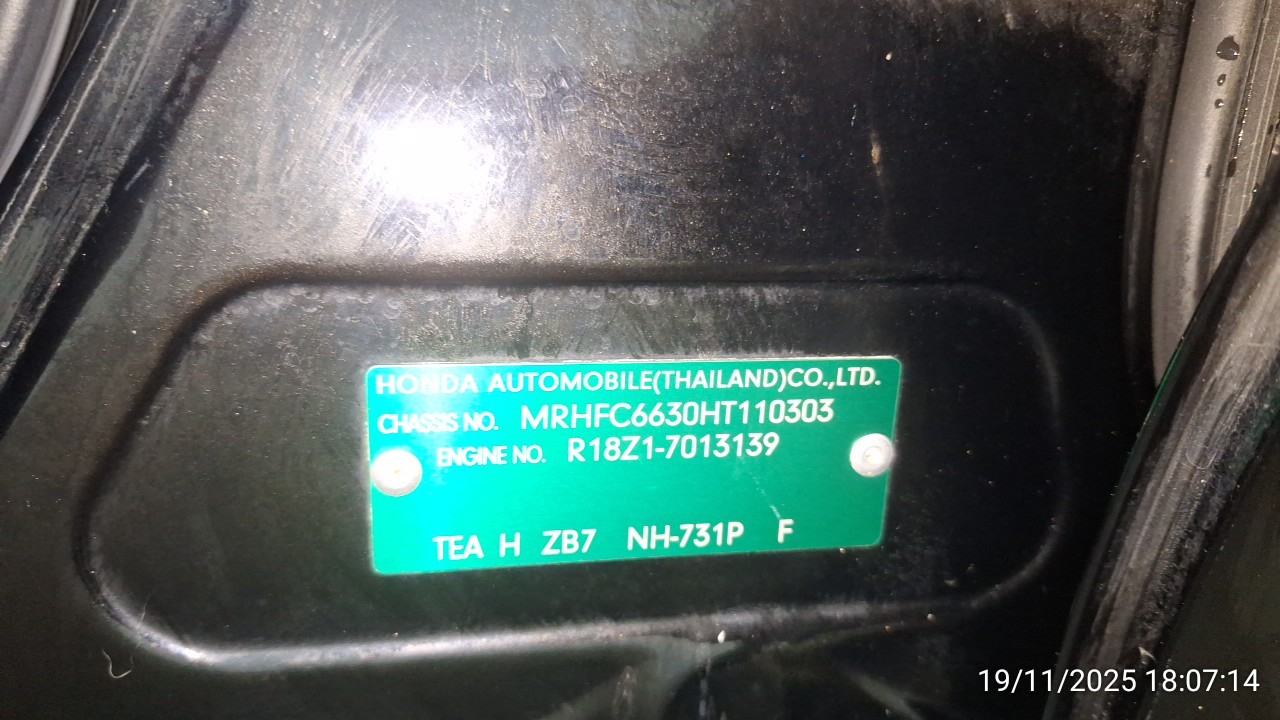 HONDA AUTOMOBILE(THAILAND)CO.,LTD.
CHASSIS NO. MRHFC6630HT110303
ENGINE NO. R18Z1-7013139
TEA H ZB7 NH-731P F
19/11/2025 18:07:14